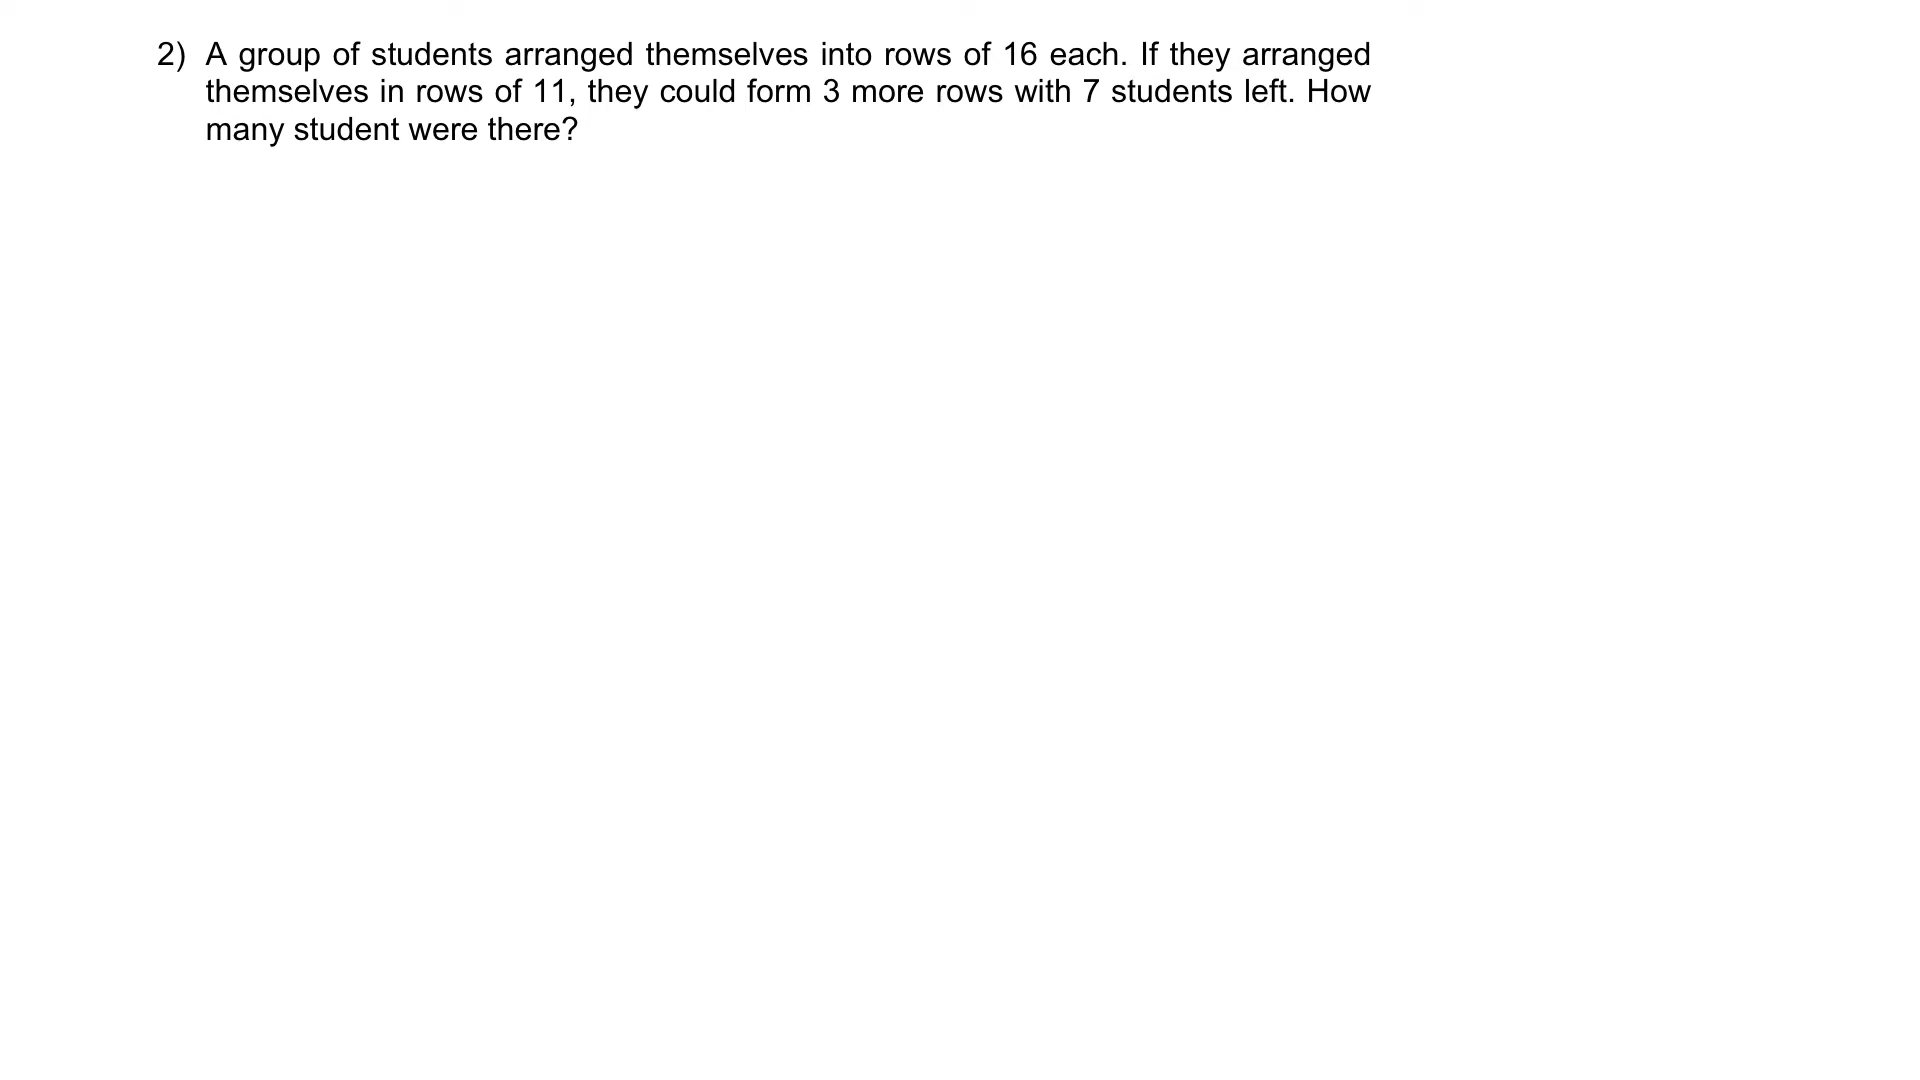 2) A group of students arranged themselves into rows of 16 each. If they arranged
themselves in rows of 11, they could form 3 more rows with 7 students left. How
many student were there?